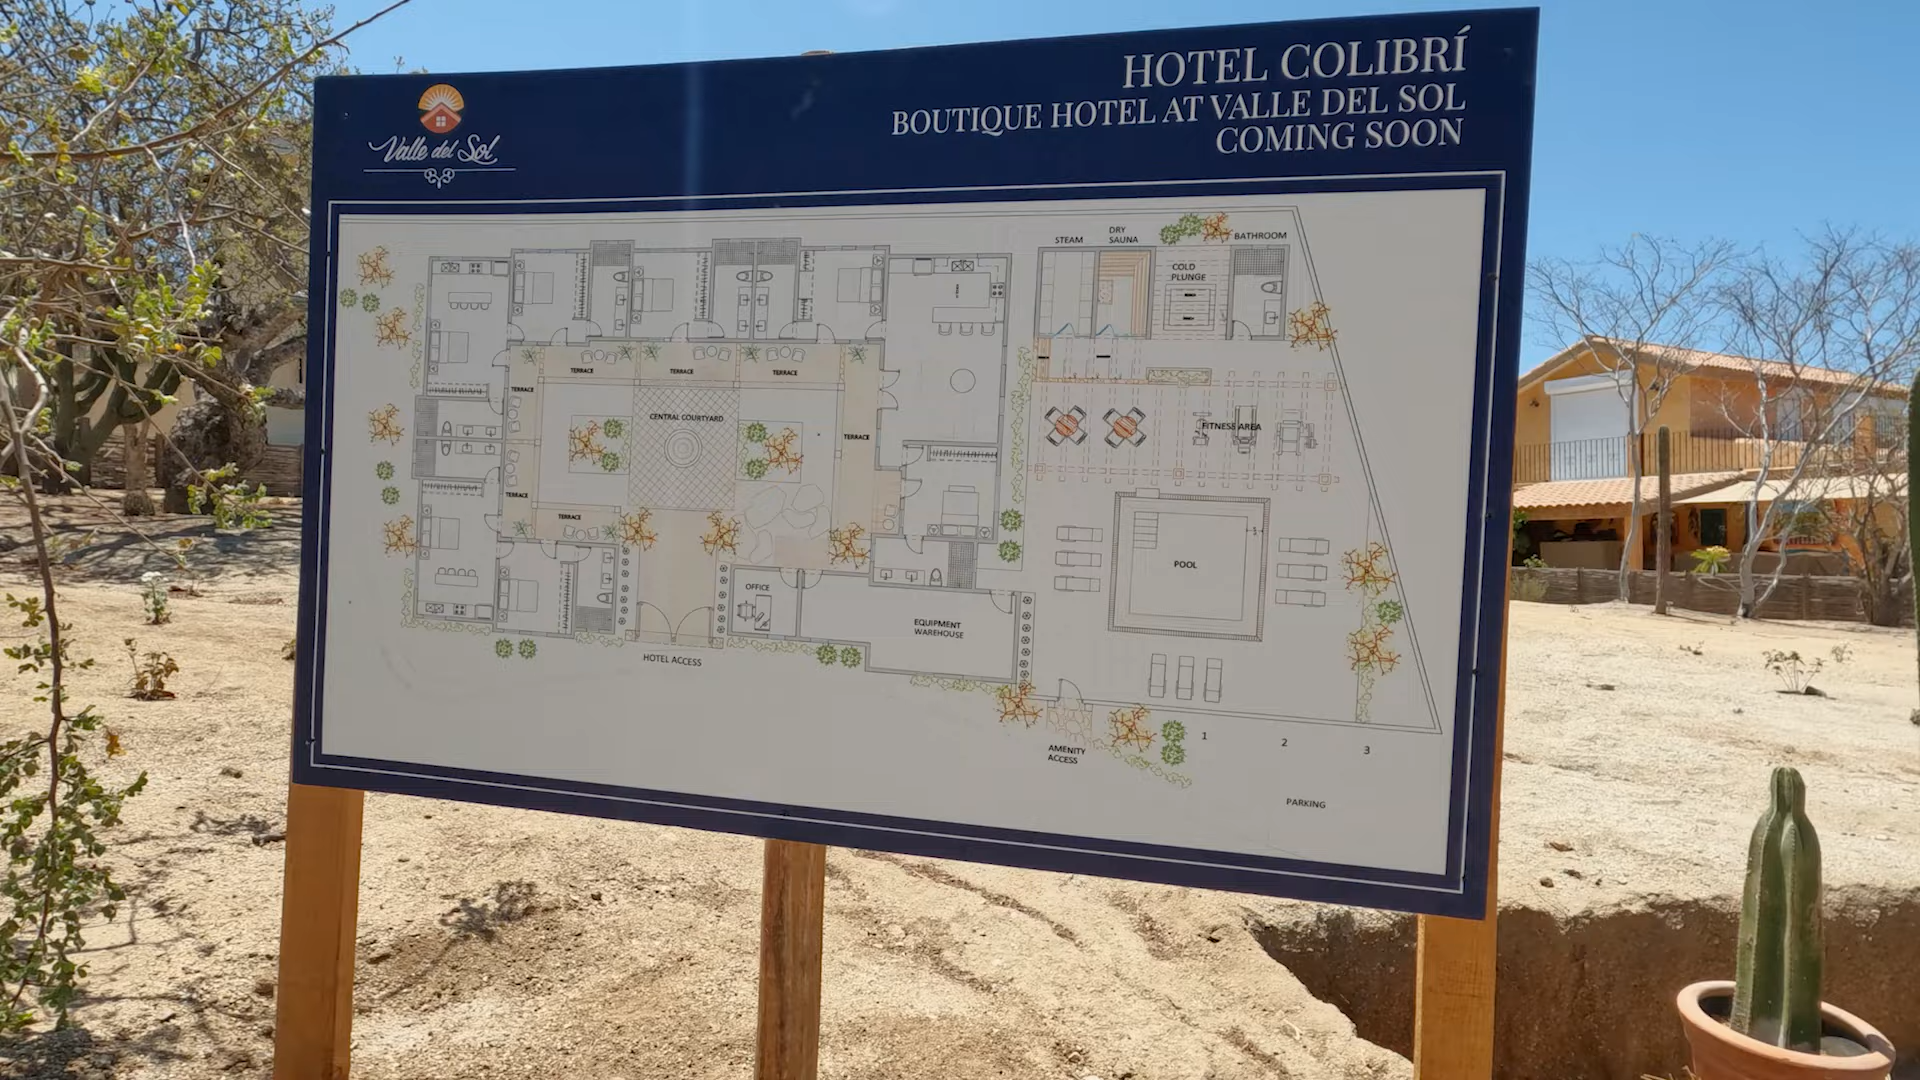 HOTEL COLIBRÍ
BOUTIQUE HOTEL AT VALLE DEL SOL
COMING SOON
Valle del Sol
STEAM
DRY
SAUNA
BATHROOM
COLD
PLUNGE
TERRACE
TERRACE
TERRACE
TERRACE
CENTRAL COURTYARD
TERRACE
FITNESS AREA
TERRACE
TERRACE
POOL
OFFICE
EQUIPMENT
WAREHOUSE
HOTEL ACCESS
AMENITY
ACCESS
1
2
3
PARKING